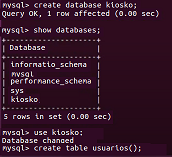 mysql> create database kiosko;
Query OK, 1 row affected (0.00 sec)
mysql> show databases;
+--------------------+
| Database
+--------------------+
| informatio_schema
| mysql
| performance_schema
| sys
| kiosko
+--------------------+
5 rows in set (0.00 sec)
mysql> use kiosko;
Database changed
mysql> create table usuarios();